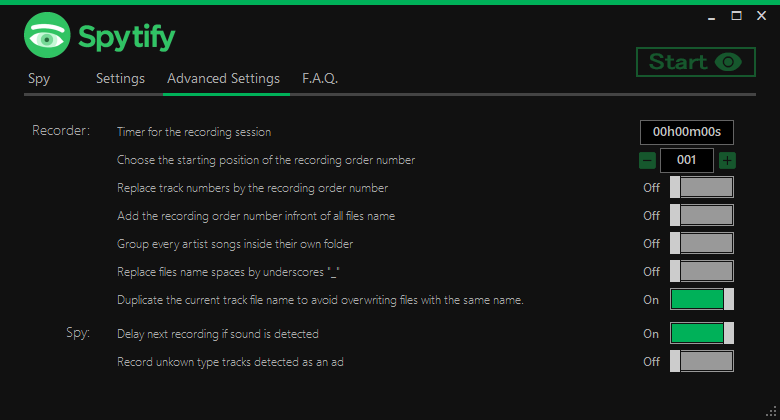 Spytify
Start
Spy Settings Advanced Settings F.A.Q.
Recorder: Timer for the recording session 00h00m00s
Choose the starting position of the recording order number 001
Replace track numbers by the recording order number Off
Add the recording order number infront of all files name Off
Group every artist songs inside their own folder Off
Replace files name spaces by underscores "_" Off
Duplicate the current track file name to avoid overwriting files with the same name. On
Spy: Delay next recording if sound is detected On
Record unkown type tracks detected as an ad Off